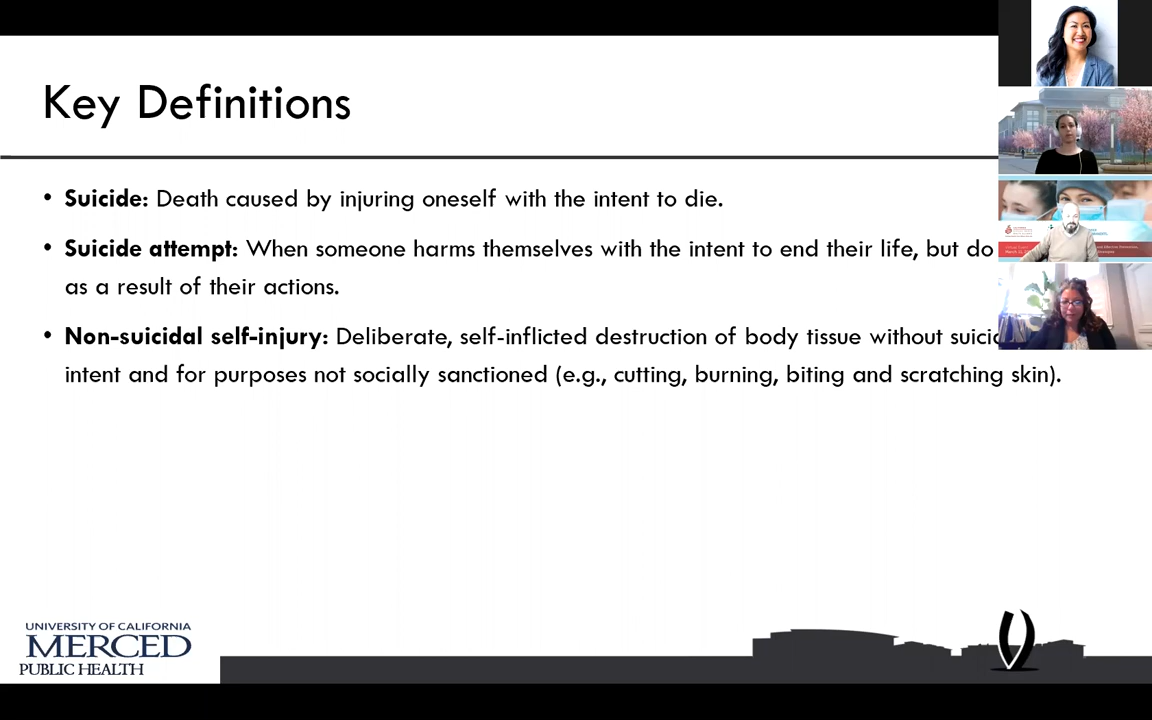 Key Definitions
• Suicide: Death caused by injuring oneself with the intent to die.
• Suicide attempt: When someone harms themselves with the intent to end their life, but do
as a result of their actions.
• Non-suicidal self-injury: Deliberate, self-inflicted destruction of body tissue without
intent and for purposes not socially sanctioned (e.g., cutting, burning, biting and scratching skin).
UNIVERSITY OF CALIFORNIA
MERCED
PUBLIC HEALTH